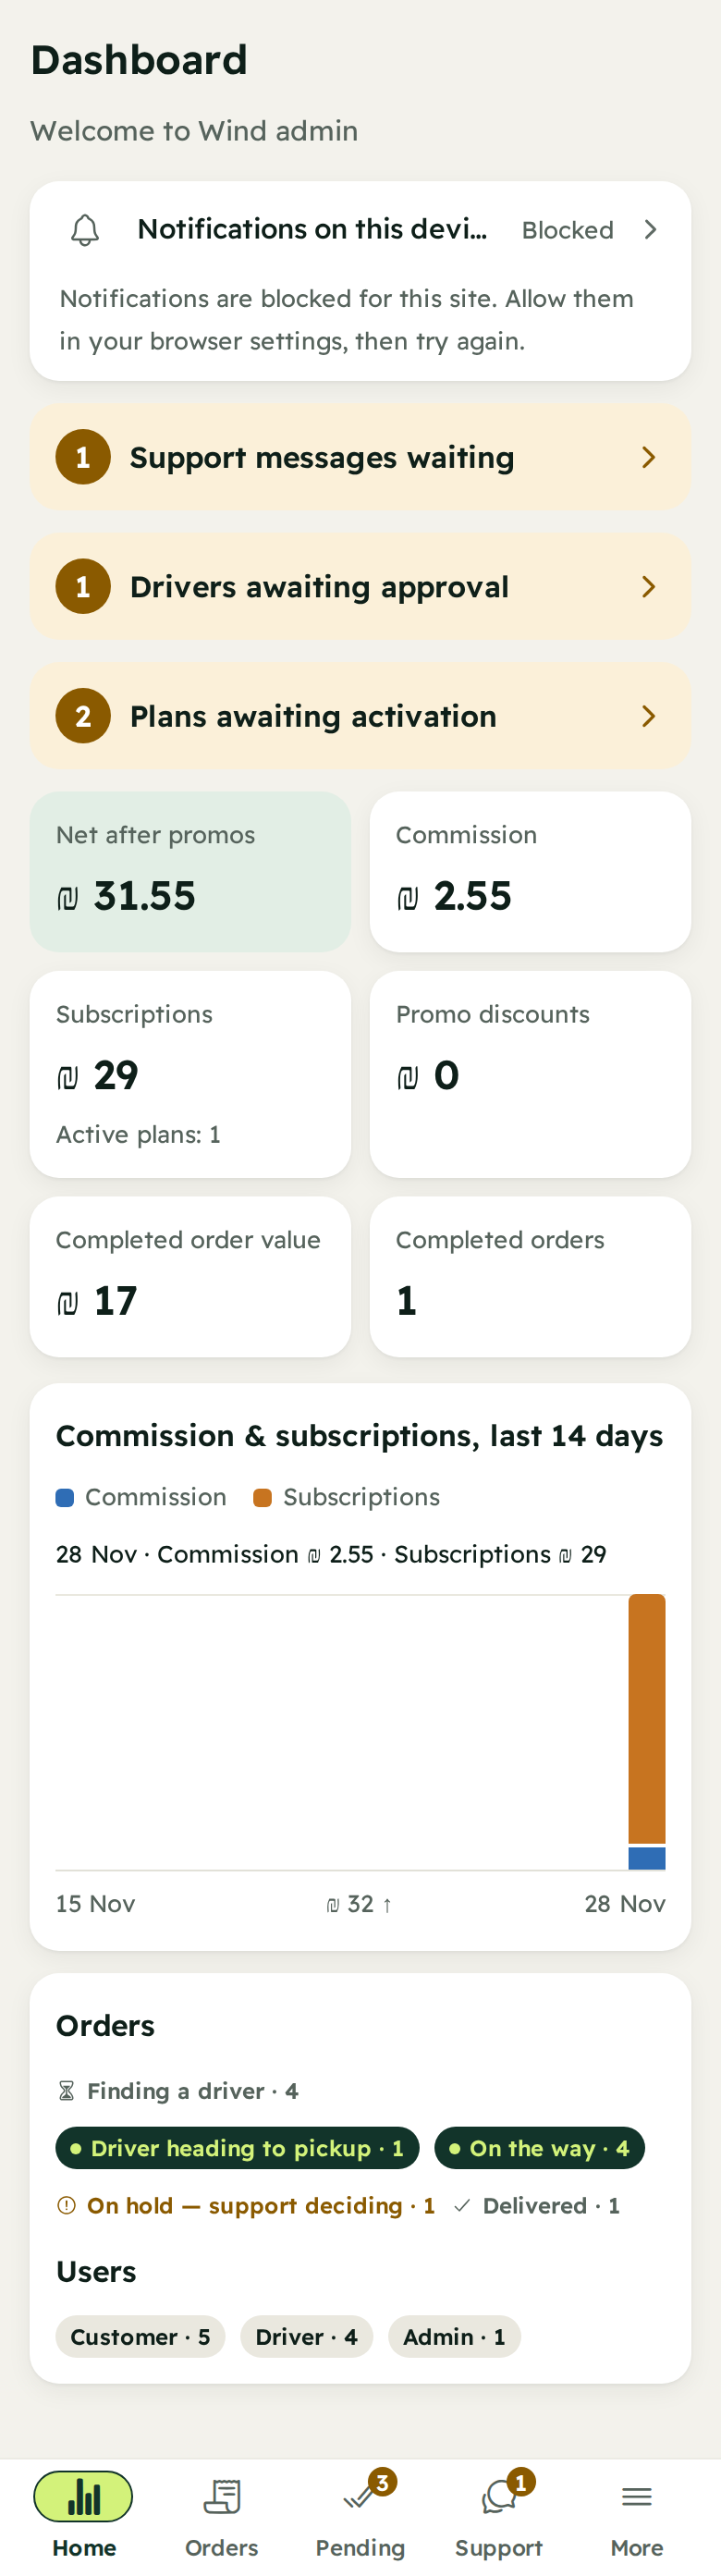 Dashboard
Welcome to Wind admin
Notifications on this devi... Blocked
Notifications are blocked for this site. Allow them
in your browser settings, then try again.
1 Support messages waiting
1 Drivers awaiting approval
2 Plans awaiting activation
Net after promos
₪ 31.55
Commission
₪ 2.55
Subscriptions
₪ 29
Active plans: 1
Promo discounts
₪ 0
Completed order value
₪ 17
Completed orders
1
Commission & subscriptions, last 14 days
Commission Subscriptions
28 Nov · Commission ₪ 2.55 · Subscriptions ₪ 29
15 Nov ₪ 32 ↑ 28 Nov
Orders
Finding a driver · 4
Driver heading to pickup · 1 On the way · 4
On hold — support deciding · 1 Delivered · 1
Users
Customer · 5 Driver · 4 Admin · 1
3 1
Home Orders Pending Support More